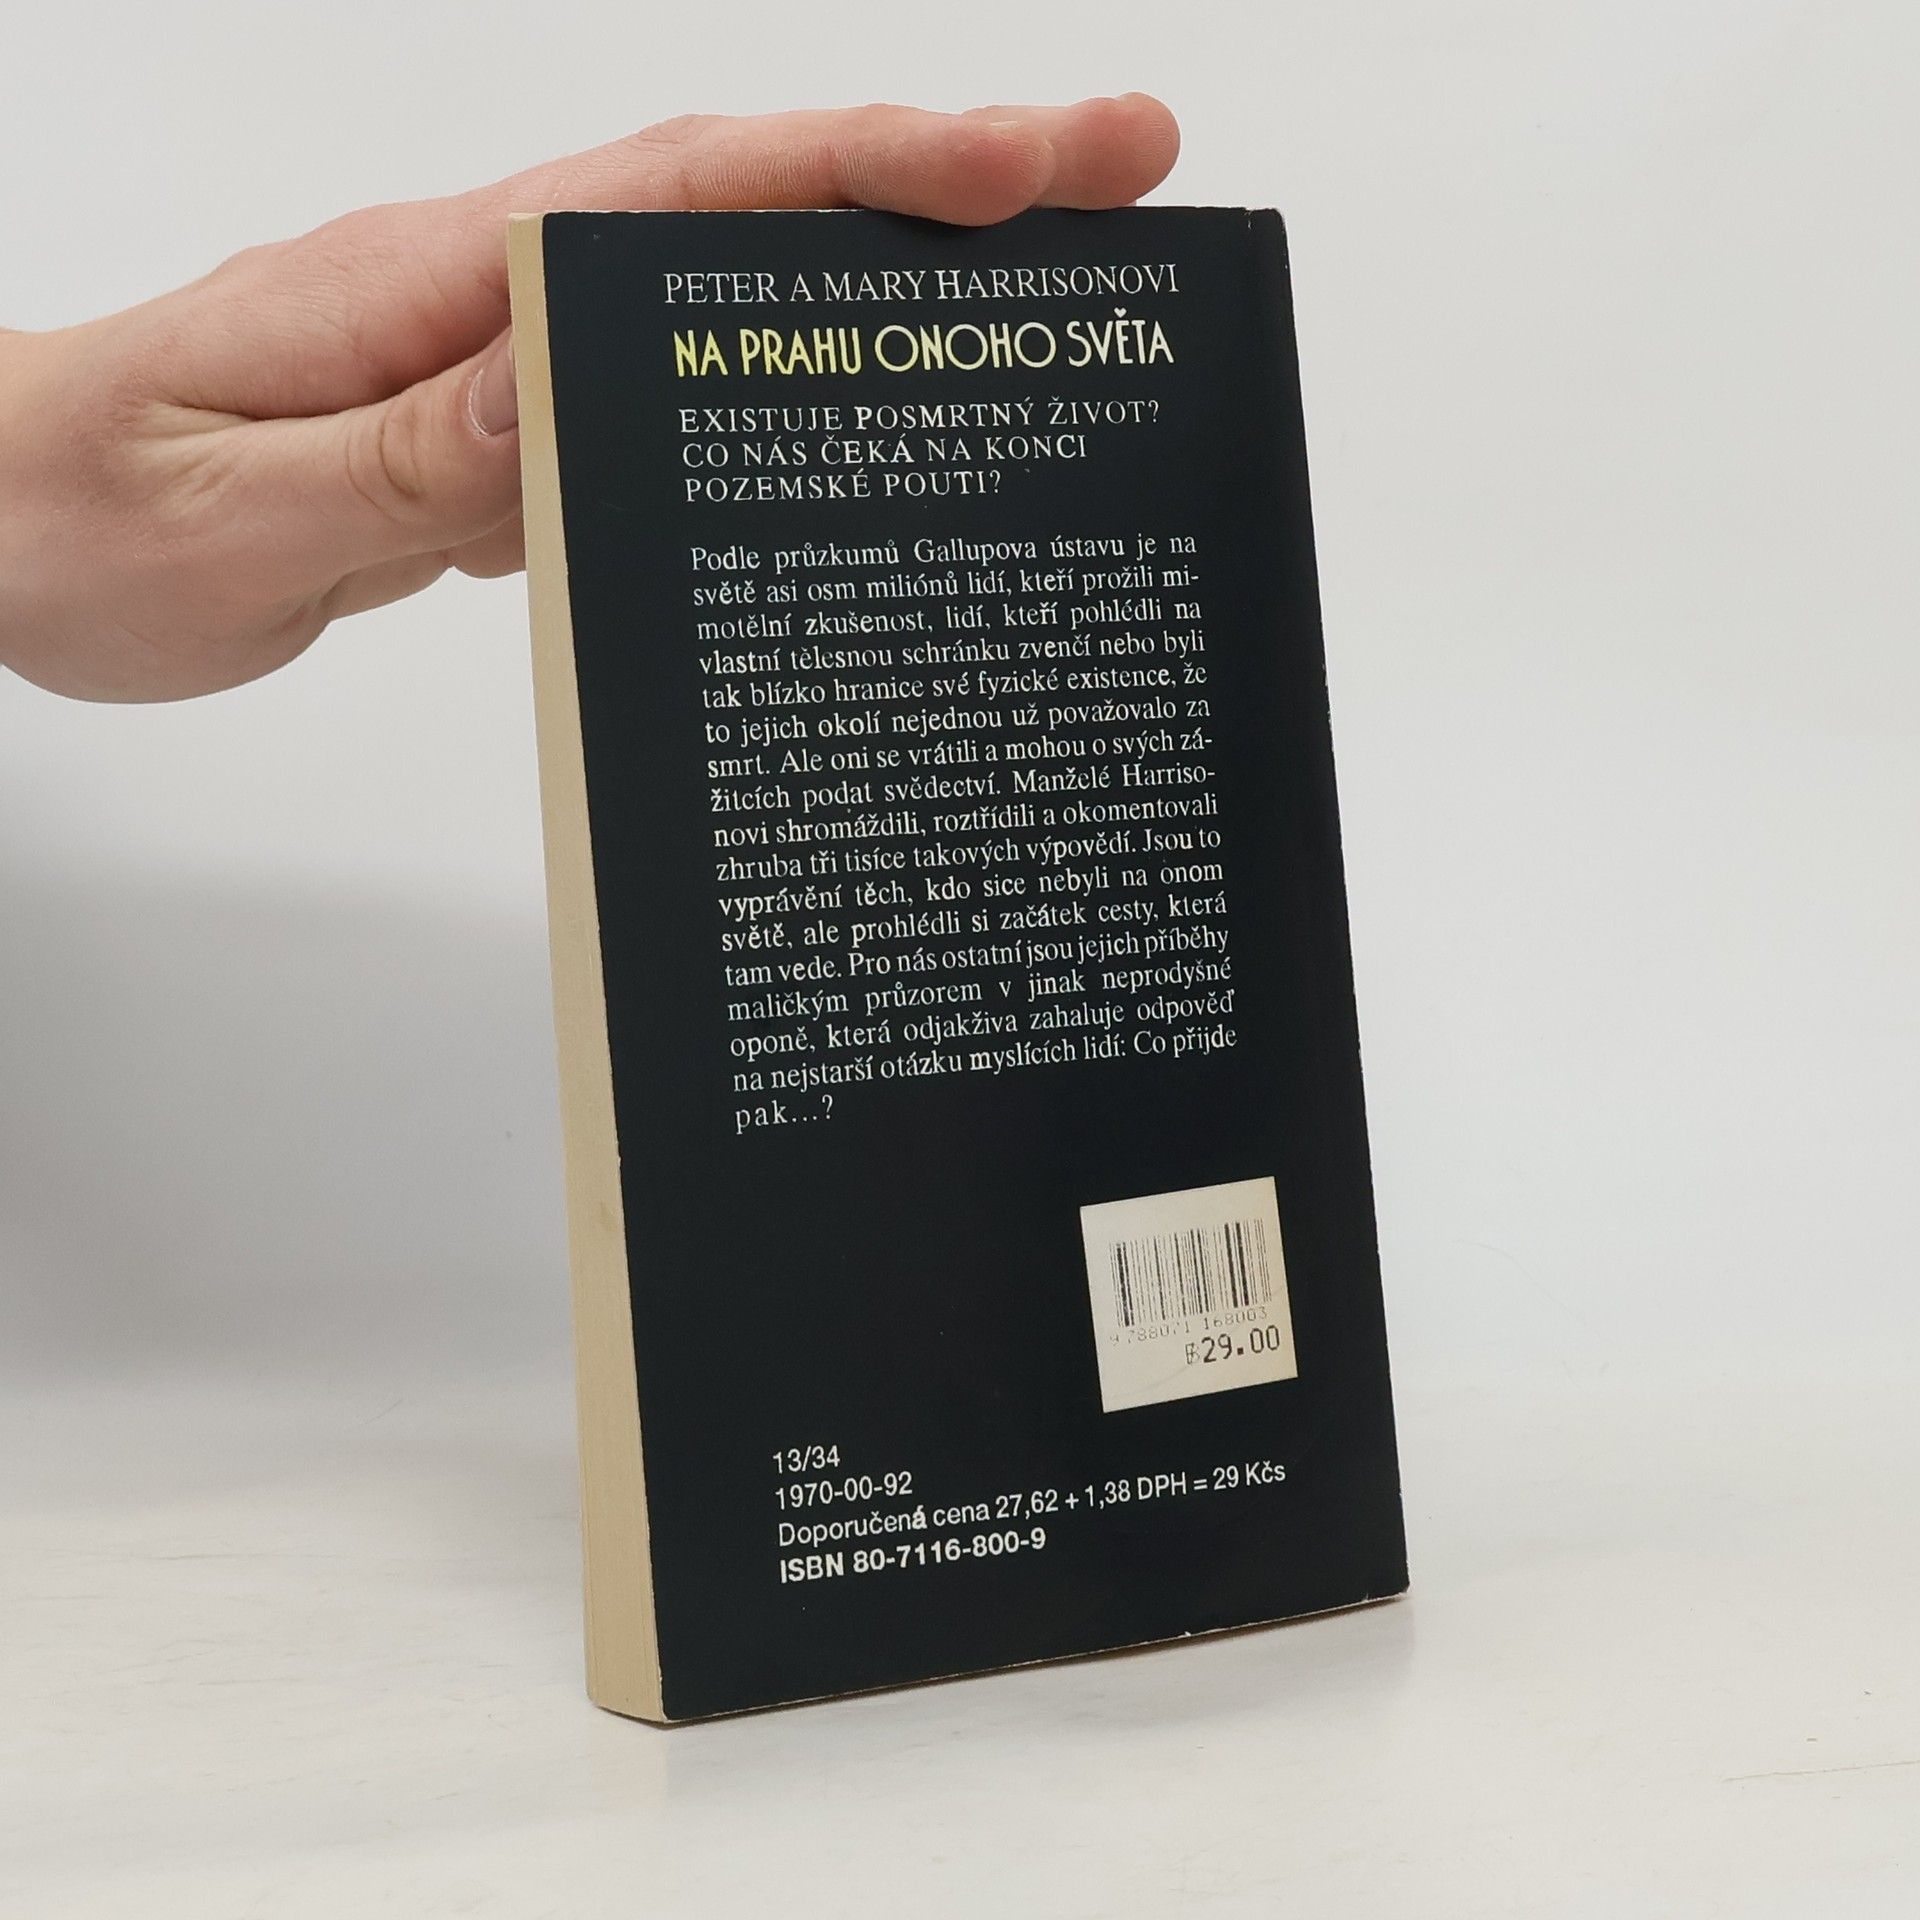 PETER A MARY HARRISONOVI
NA PRAHU ONOHO SVĚTA
EXISTUJE POSMRTNÝ ŽIVOT?
CO NÁS ČEKÁ NA KONCI
POZEMSKÉ POUTI?
Podle průzkumů Gallupova ústavu je na
světě asi osm miliónů lidí, kteří prožili mi-
motělní zkušenost, lidí, kteří pohlédli na
vlastní tělesnou schránku zvenčí nebo byli
tak blízko hranice své fyzické existence, že
to jejich okolí nejednou už považovalo za
smrt. Ale oni se vrátili a mohou o svých zá-
žitcích podat svědectví. Manželé Harriso-
novi shromáždili, roztřídili a okomentovali
zhruba tři tisíce takových výpovědí. Jsou to
vyprávění těch, kdo sice nebyli na onom
světě, ale prohlédli si začátek cesty, která
tam vede. Pro nás ostatní jsou jejich příběhy
maličkým průzorem v jinak neprodyšné
oponě, která odjakživa zahaluje odpověď
na nejstarší otázku myslících lidí: Co přijde
pak...?
9 788071 168003
29.00
13/34
1970-00-92
Doporučená cena 27,62 + 1,38 DPH = 29 Kčs
ISBN 80-7116-800-9